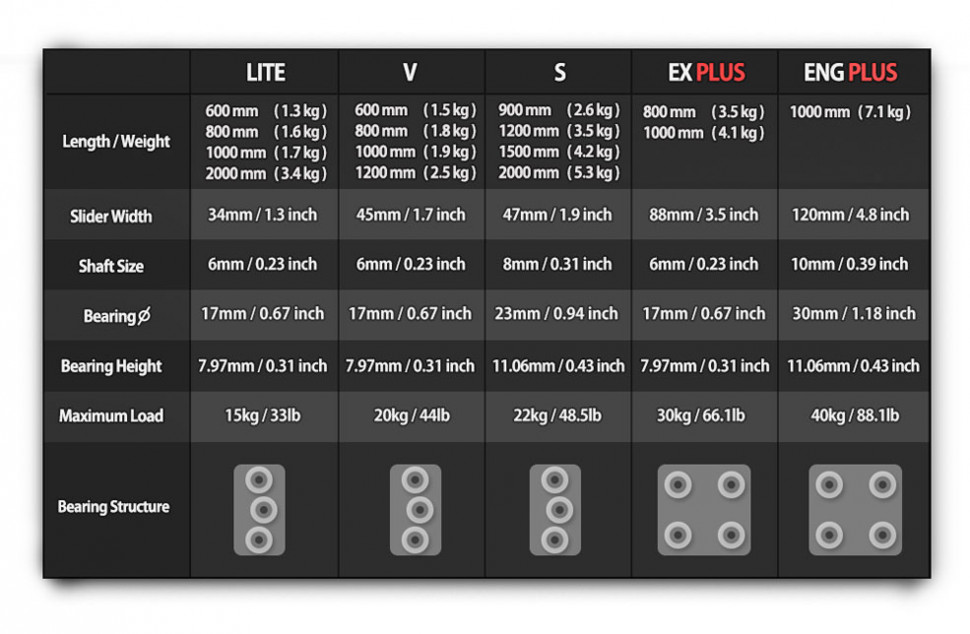 LITE V S EX PLUS ENG PLUS
Length / Weight
600 mm (1.3 kg)
800 mm (1.6 kg)
1000 mm (1.7 kg)
2000 mm (3.4 kg)
600 mm (1.5 kg)
800 mm (1.8 kg)
1000 mm (1.9 kg)
1200 mm (2.5 kg)
900 mm (2.6 kg)
1200 mm (3.5 kg)
1500 mm (4.2 kg)
2000 mm (5.3 kg)
800 mm (3.5 kg)
1000 mm (4.1 kg)
1000 mm (7.1 kg)
Slider Width 34mm / 1.3 inch 45mm / 1.7 inch 47mm / 1.9 inch 88mm / 3.5 inch 120mm / 4.8 inch
Shaft Size 6mm / 0.23 inch 6mm / 0.23 inch 8mm / 0.31 inch 6mm / 0.23 inch 10mm / 0.39 inch
Bearing Ø 17mm / 0.67 inch 17mm / 0.67 inch 23mm / 0.94 inch 17mm / 0.67 inch 30mm / 1.18 inch
Bearing Height 7.97mm / 0.31 inch 7.97mm / 0.31 inch 11.06mm / 0.43 inch 7.97mm / 0.31 inch 11.06mm / 0.43 inch
Maximum Load 15kg / 33lb 20kg / 44lb 22kg / 48.5lb 30kg / 66.1lb 40kg / 88.1lb
Bearing Structure